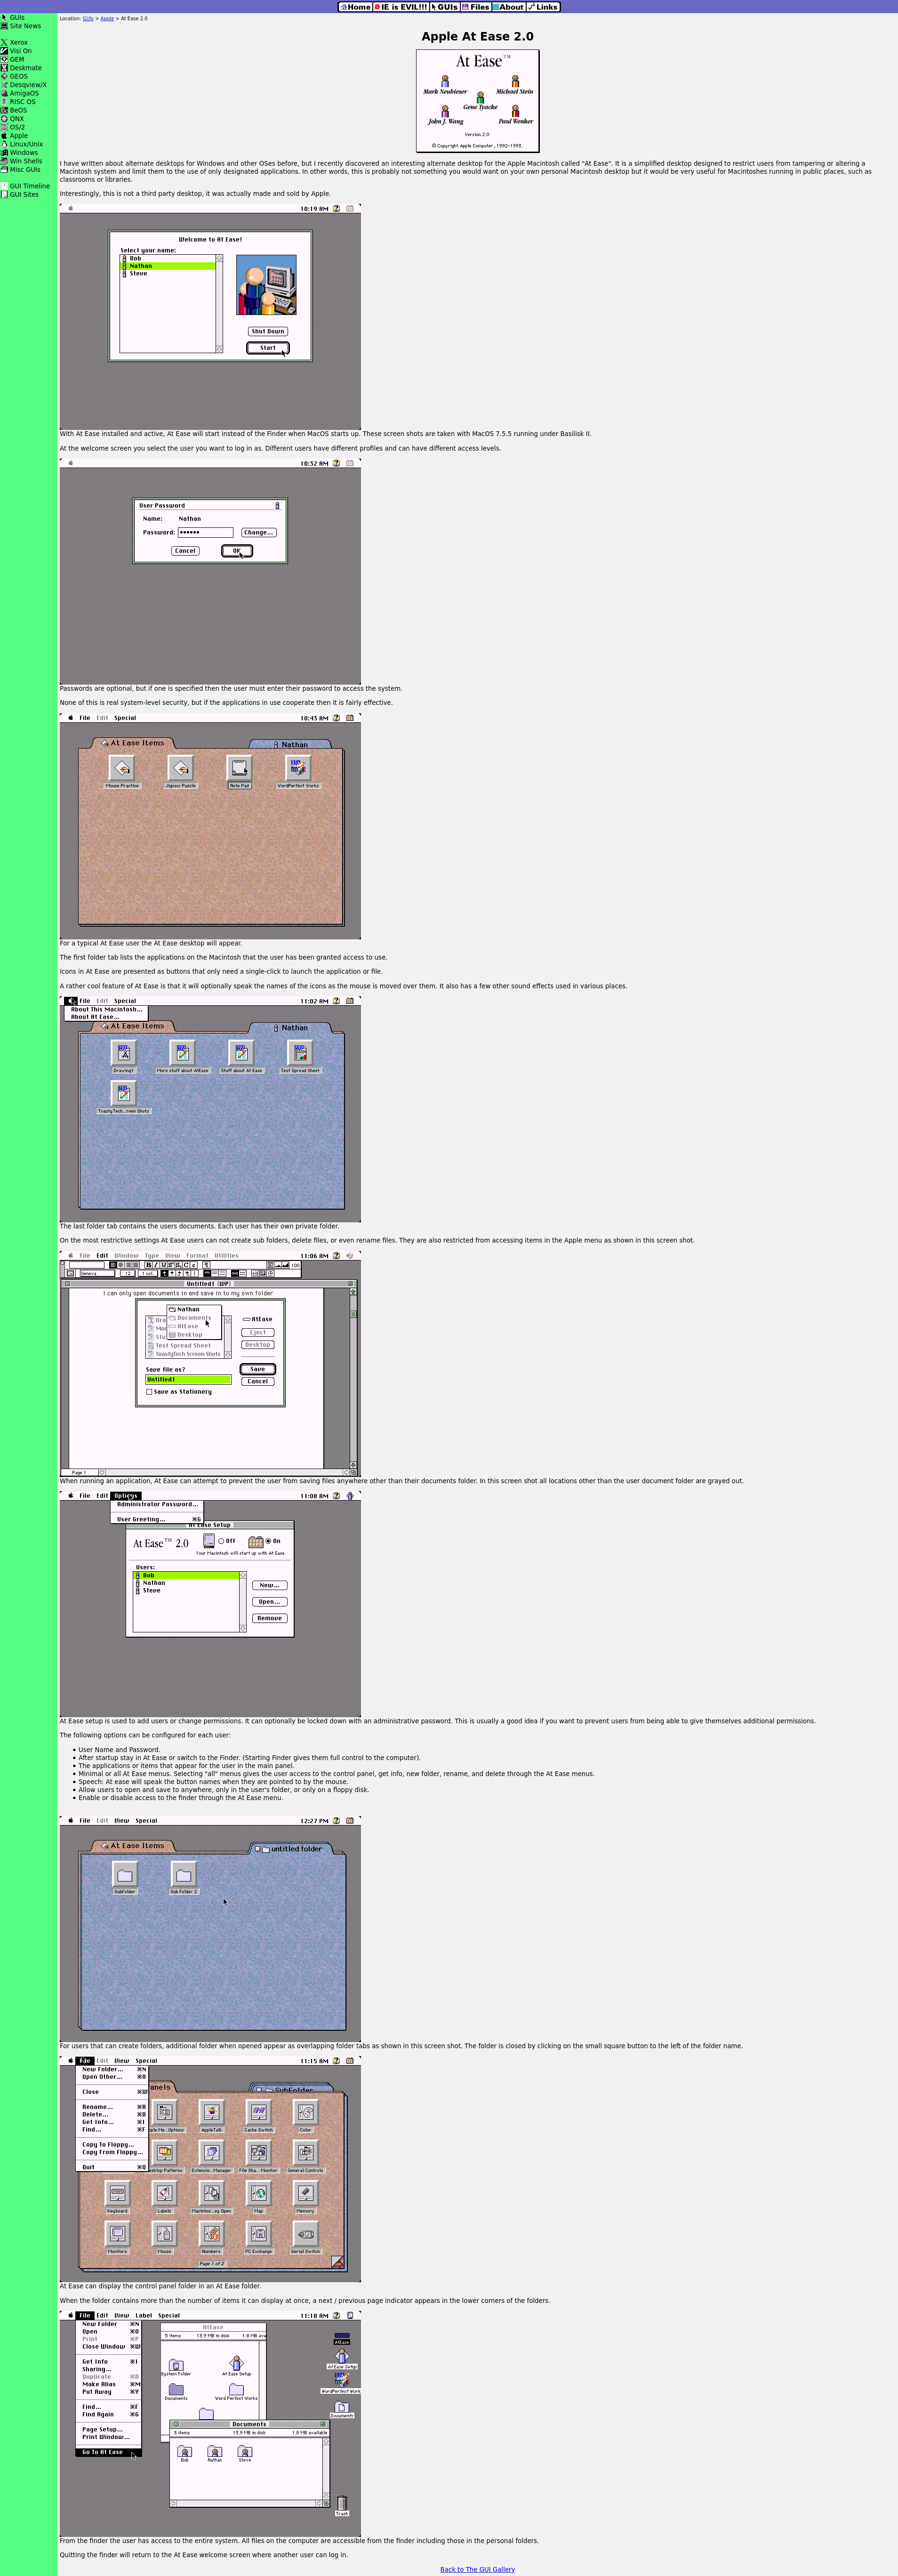 Home IE is EVIL!!! GUIs Files About Links
GUIs
Site News
Xerox
Visi On
GEM
Deskmate
GEOS
Desqview/X
AmigaOS
RISC OS
BeOS
QNX
OS/2
Apple
Linux/Unix
Windows
Win Shells
Misc GUIs
GUI Timeline
GUI Sites
Location: GUIs > Apple > At Ease 2.0
Apple At Ease 2.0
At Ease™
Mark Neubieser Michael Stein
Gene Tyacke
John J. Wang Paul Wenker
Version 2.0
© Copyright Apple Computer, 1992-1993.
I have written about alternate desktops for Windows and other OSes before, but I recently discovered an interesting alternate desktop for the Apple Macintosh called "At Ease". It is a simplified desktop designed to restrict users from tampering or altering a
Macintosh system and limit them to the use of only designated applications. In other words, this is probably not something you would want on your own personal Macintosh desktop but it would be very useful for Macintoshs running in public places, such as
classrooms or libraries.
Interestingly, this is not a third party desktop, it was actually made and sold by Apple.
10:19 AM
Welcome to At Ease!
Select your name:
Bob
Nathan
Steve
Shut Down
Start
With At Ease installed and active, At Ease will start instead of the Finder when MacOS starts up. These screen shots are taken with MacOS 7.5.5 running under Basilisk II.
At the welcome screen you select the user you want to log in as. Different users have different profiles and can have different access levels.
10:32 AM
User Password
Name: Nathan
Password: •••••• Change...
Cancel OK
Passwords are optional, but if one is specified then the user must enter their password to access the system.
None of this is real system-level security, but if the applications in use cooperate then it is fairly effective.
File Edit Special 10:43 AM
At Ease Items Nathan
Mouse Practice Jigsaw Puzzle Note Pad WordPerfect Works
For a typical At Ease user the At Ease desktop will appear.
The first folder tab lists the applications on the Macintosh that the user has been granted access to use.
Icons in At Ease are presented as buttons that only need a single-click to launch the application or file.
A rather cool feature of At Ease is that it will optionally speak the names of the icons as the mouse is moved over them. It also has a few other sound effects used in various places.
File Edit Special 11:02 AM
About This Macintosh...
About At Ease...
At Ease Items Nathan
Drawing1 More stuff about AtEase Stuff about At Ease Test Spread Sheet
ToastyTech...reen Shots
The last folder tab contains the users documents. Each user has their own private folder.
On the most restrictive settings At Ease users can not create sub folders, delete files, or even rename files. They are also restricted from accessing items in the Apple menu as shown in this screen shot.
File Edit Window Type View Format Utilities 11:06 AM
B I U
100
Geneva 12 1 col.
Untitled1 (WP)
I can only open documents in and save in to my own folder
Nathan
Documents
AtEase
Desktop
Dra
Mo
Stu
Test Spread Sheet
ToastyTech Screen Shots
AtEase
Eject
Desktop
Save file as?
Untitled1
Save
Cancel
Save as Stationery
Page 1
When running an application, At Ease can attempt to prevent the user from saving files anywhere other than their documents folder. In this screen shot all locations other than the user document folder are grayed out.
File Edit Options 11:08 AM
Administrator Password...
User Greeting... ⌘G
At Ease Setup
At Ease™ 2.0 Off On
Your Macintosh will start up with At Ease.
Users:
Bob
Nathan
Steve
New...
Open...
Remove
At Ease setup is used to add users or change permissions. It can optionally be locked down with an administrative password. This is usually a good idea if you want to prevent users from being able to give themselves additional permissions.
The following options can be configured for each user:
• User Name and Password.
• After startup stay in At Ease or switch to the Finder. (Starting Finder gives them full control to the computer).
• The applications or items that appear for the user in the main panel.
• Minimal or all At Ease menus. Selecting "all" menus gives the user access to the control panel, get info, new folder, rename, and delete through the At Ease menus.
• Speech: At ease will speak the button names when they are pointed to by the mouse.
• Allow users to open and save to anywhere, only in the user's folder, or only on a floppy disk.
• Enable or disable access to the finder through the At Ease menu.
File Edit View Special 12:27 PM
At Ease Items untitled folder
SubFolder Sub Folder 2
For users that can create folders, additional folder when opened appear as overlapping folder tabs as shown in this screen shot. The folder is closed by clicking on the small square button to the left of the folder name.
File Edit View Special 11:15 AM
New Folder... ⌘N
Open Other... ⌘O
Close ⌘W
Rename... ⌘R
Delete... ⌘D
Get Info... ⌘I
Find... ⌘F
Copy To Floppy...
Copy From Floppy...
Quit ⌘Q
anels SubFolder
ple Me...Options AppleTalk Cache Switch Color
sktop Patterns Extensio...Manager File Sha...Monitor General Controls
Keyboard Labels Macintos...sy Open Map Memory
Monitors Mouse Numbers PC Exchange Serial Switch
Page 1 of 2
At Ease can display the control panel folder in an At Ease folder.
When the folder contains more than the number of items it can display at once, a next / previous page indicator appears in the lower corners of the folders.
File Edit View Label Special 11:18 AM
New Folder ⌘N
Open ⌘O
Print ⌘P
Close Window ⌘W
Get Info ⌘I
Sharing...
Duplicate ⌘D
Make Alias ⌘M
Put Away ⌘Y
Find... ⌘F
Find Again ⌘G
Page Setup...
Print Window...
Go To At Ease
AtEase
5 items 13.9 MB in disk 1.8 MB ava
System Folder At Ease Setup
Documents Word Perfect Works
Documents
3 items 13.9 MB in disk 1.8 MB available
Bob Nathan Steve
AtEase
At Ease Setup
WordPerfect Work
Documents
Trash
From the finder the user has access to the entire system. All files on the computer are accessible from the finder including those in the personal folders.
Quitting the finder will return to the At Ease welcome screen where another user can log in.
Back to The GUI Gallery